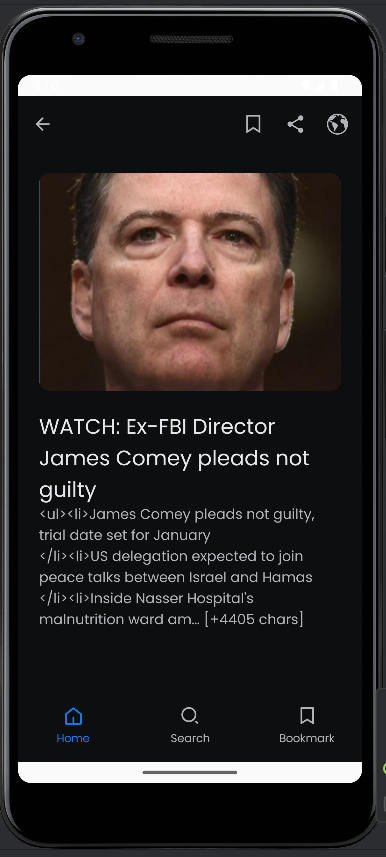 WATCH: Ex-FBI Director
James Comey pleads not
guilty
<ul><li>James Comey pleads not guilty,
trial date set for January
</li><li>US delegation expected to join
peace talks between Israel and Hamas
</li><li>Inside Nasser Hospital's
malnutrition ward am... [+4405 chars]
Home Search Bookmark